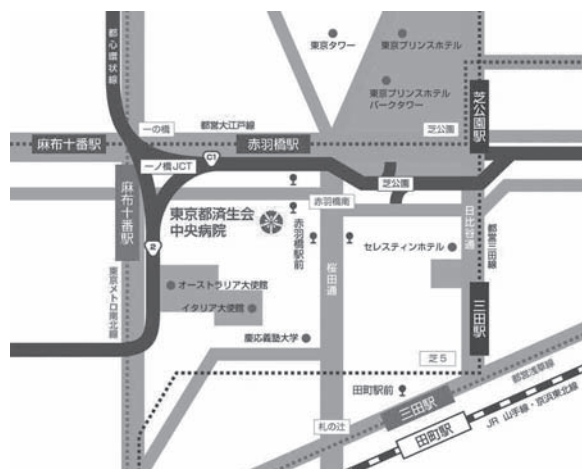 都心環状線
東京タワー
東京プリンスホテル
東京プリンスホテル
パークタワー
芝公園駅
一の橋
都営大江戸線
芝公園
麻布十番駅
赤羽橋駅
一ノ橋JCT
C1
芝公園
麻布十番駅
赤羽橋南
東京都済生会
中央病院
赤羽橋駅前
日比谷通
都営三田線
2
桜田通
セレスティンホテル
東京メトロ南北線
オーストラリア大使館
イタリア大使館
三田駅
慶応義塾大学
芝5
都営浅草線
田町駅前
三田駅
札の辻
田町駅
JR 山手線・京浜東北線